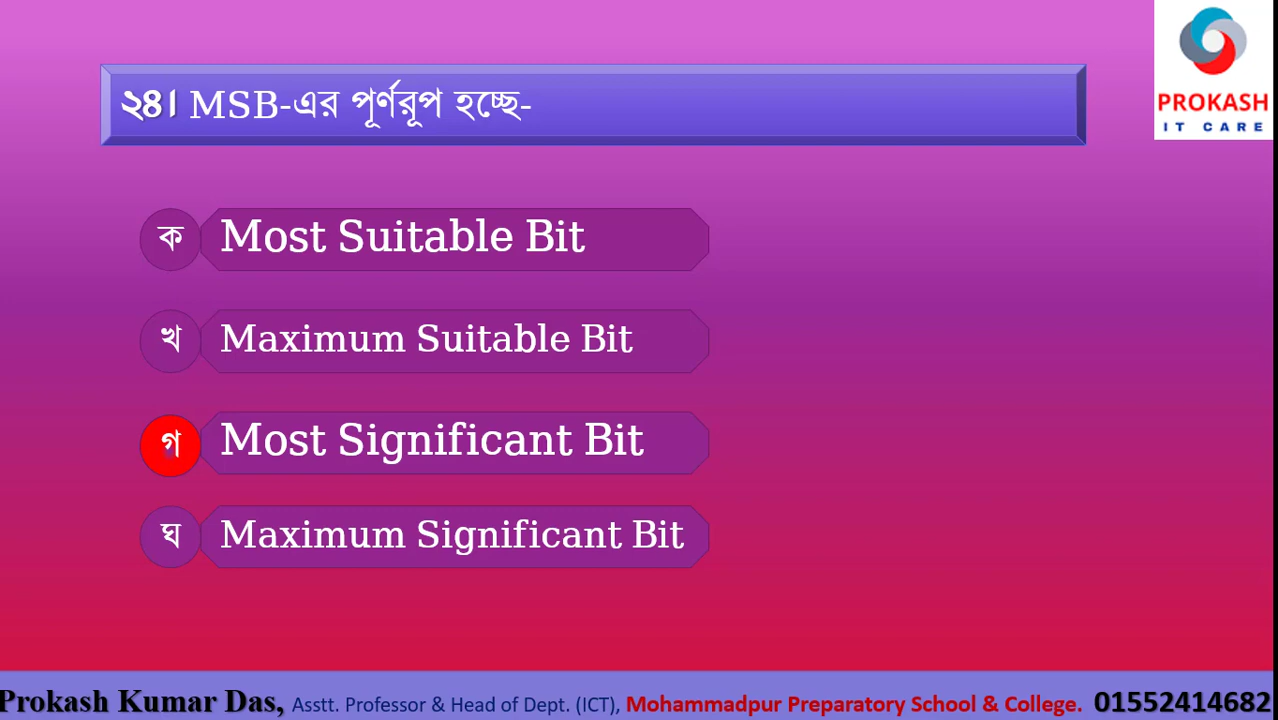 PROKASH
IT CARE
২৪। MSB-এর পূর্ণরূপ হচ্ছে-
ক Most Suitable Bit
খ Maximum Suitable Bit
গ Most Significant Bit
ঘ Maximum Significant Bit
Prokash Kumar Das, Asstt. Professor & Head of Dept. (ICT), Mohammadpur Preparatory School & College. 01552414682